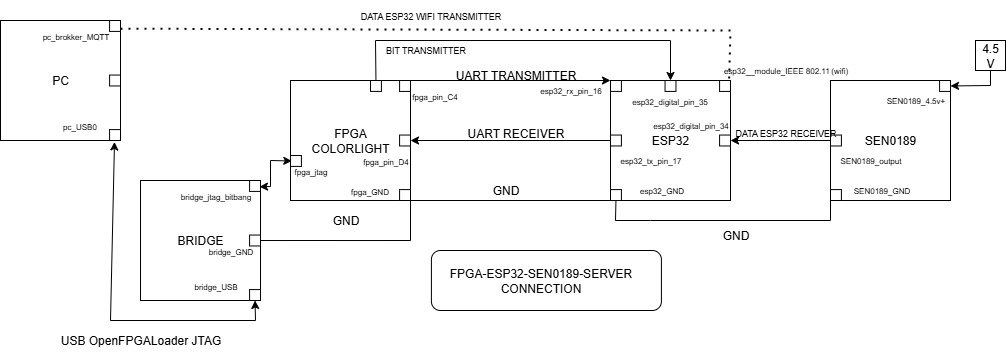 DATA ESP32 WIFI TRANSMITTER
pc_brokker_MQTT
PC
pc_USB0
BIT TRANSMITTER
4.5
V
UART TRANSMITTER
esp32__module_IEEE 802.11 (wifi)
fpga_pin_C4
esp32_rx_pin_16
esp32_digital_pin_35
SEN0189_4.5v+
FPGA
COLORLIGHT
UART RECEIVER
esp32_digital_pin_34
ESP32
DATA ESP32 RECEIVER
SEN0189
fpga_pin_D4
esp32_tx_pin_17
SEN0189_output
fpga_jtag
fpga_GND
GND
esp32_GND
SEN0189_GND
bridge_jtag_bitbang
GND
GND
BRIDGE
bridge_GND
bridge_USB
FPGA-ESP32-SEN0189-SERVER
CONNECTION
USB OpenFPGALoader JTAG